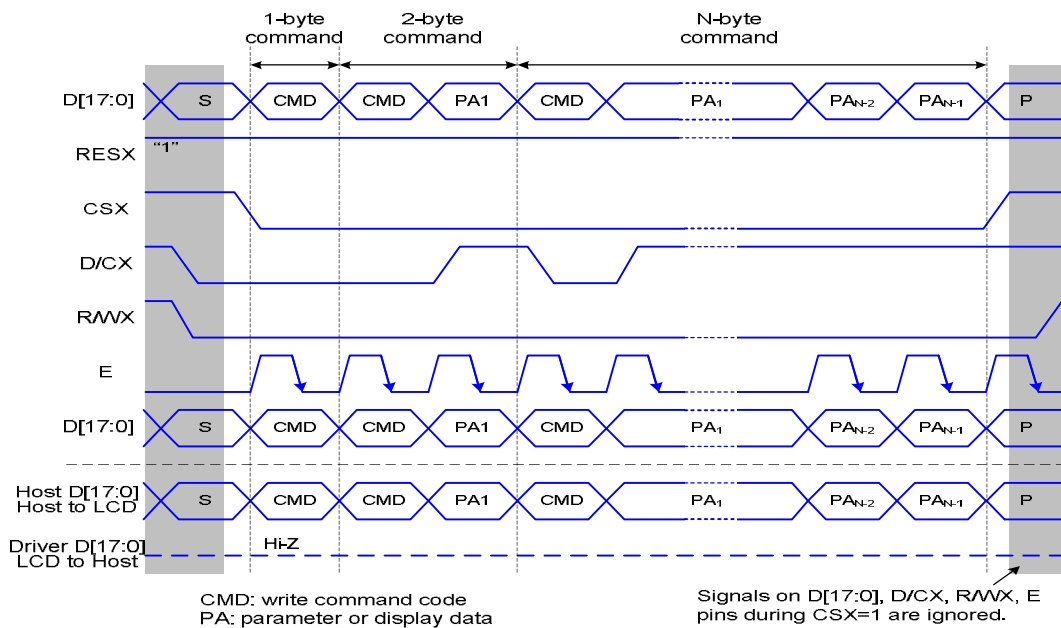 1-byte command
2-byte command
N-byte command
D[17:0] S CMD CMD PA1 CMD PA₁ PAN-2 PAN-1 P
RESX "1"
CSX
D/CX
R/WX
E
D[17:0] S CMD CMD PA1 CMD PA₁ PAN-2 PAN-1 P
Host D[17:0]
Host to LCD
S CMD CMD PA1 CMD PA₁ PAN-2 PAN-1 P
Driver D[17:0]
LCD to Host
Hi-Z
CMD: write command code
PA: parameter or display data
Signals on D[17:0], D/CX, R/WX, E
pins during CSX=1 are ignored.